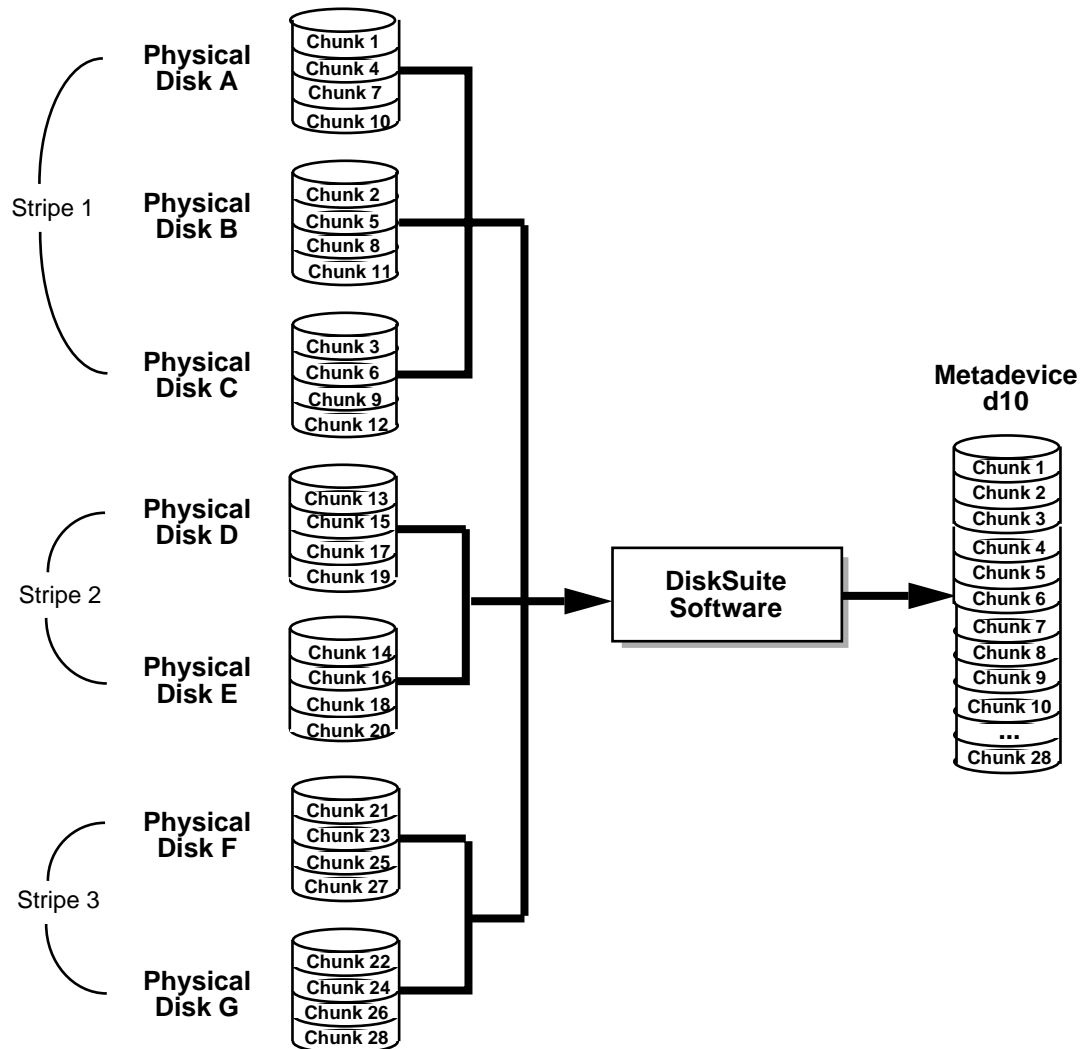 Stripe 1
Physical
Disk A
Chunk 1
Chunk 4
Chunk 7
Chunk 10
Physical
Disk B
Chunk 2
Chunk 5
Chunk 8
Chunk 11
Physical
Disk C
Chunk 3
Chunk 6
Chunk 9
Chunk 12
Stripe 2
Physical
Disk D
Chunk 13
Chunk 15
Chunk 17
Chunk 19
Physical
Disk E
Chunk 14
Chunk 16
Chunk 18
Chunk 20
Stripe 3
Physical
Disk F
Chunk 21
Chunk 23
Chunk 25
Chunk 27
Physical
Disk G
Chunk 22
Chunk 24
Chunk 26
Chunk 28
DiskSuite
Software
Metadevice
d10
Chunk 1
Chunk 2
Chunk 3
Chunk 4
Chunk 5
Chunk 6
Chunk 7
Chunk 8
Chunk 9
Chunk 10
...
Chunk 28